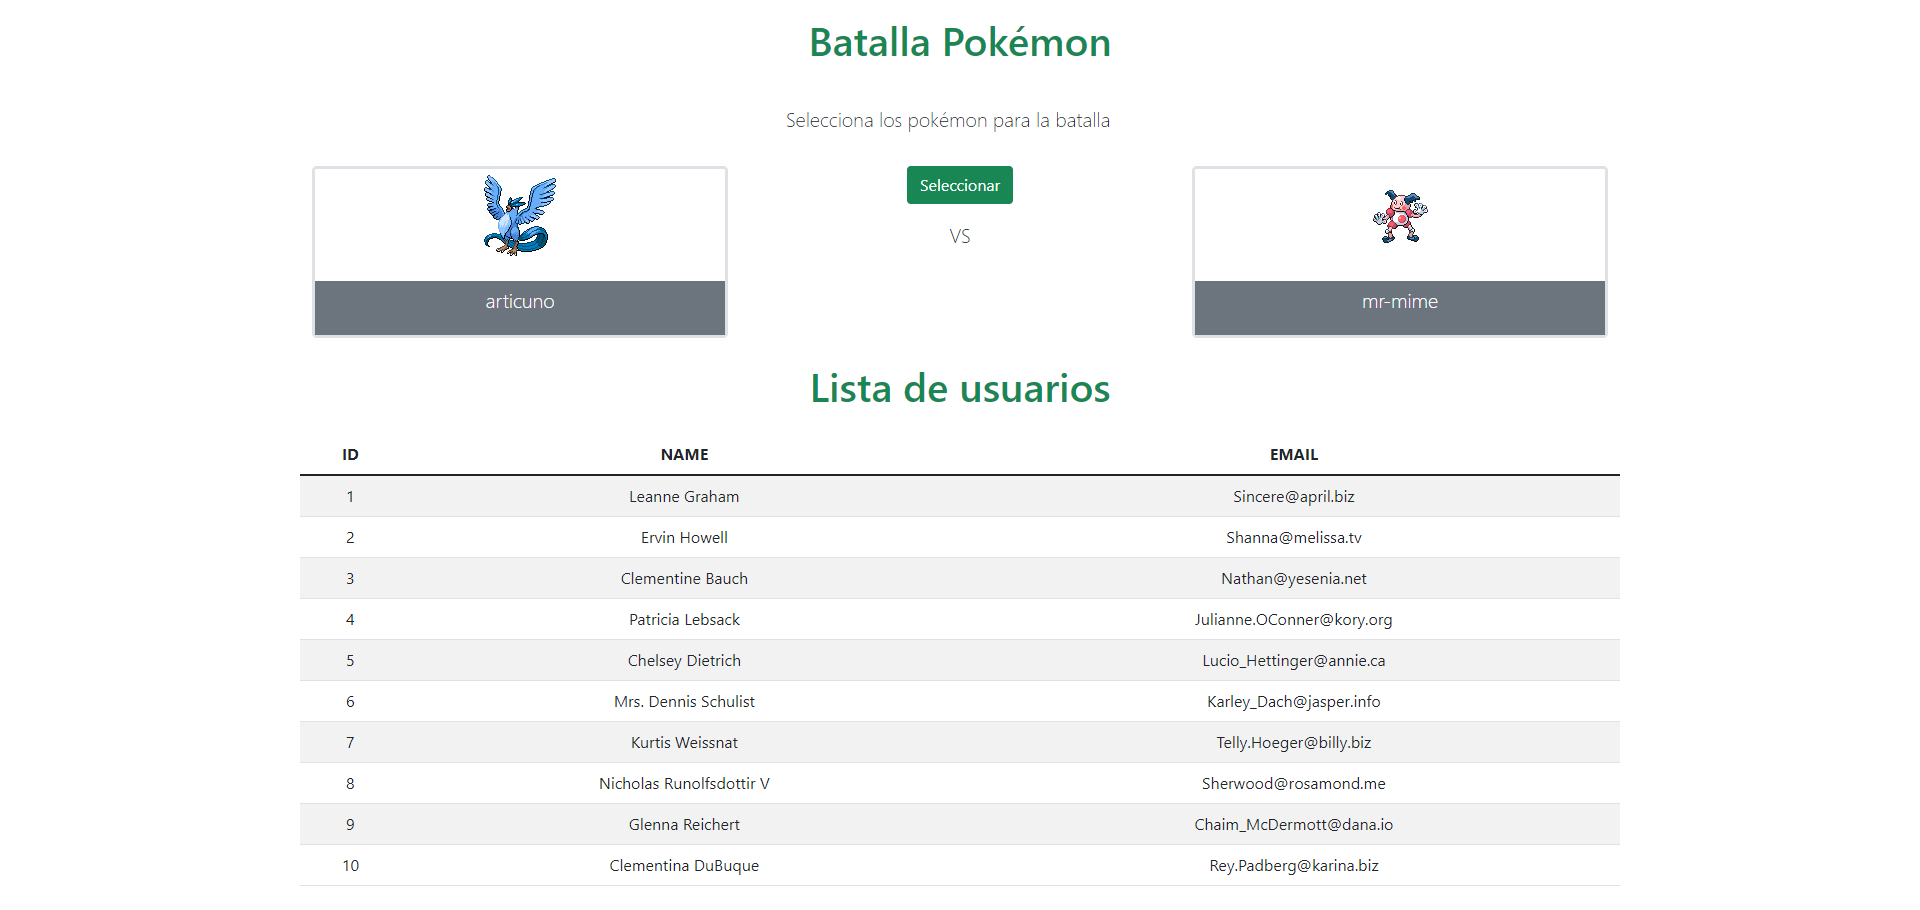 Batalla Pokémon
Selecciona los pokémon para la batalla
Seleccionar
VS
articuno
mr-mime
Lista de usuarios
ID NAME EMAIL
1 Leanne Graham Sincere@april.biz
2 Ervin Howell Shanna@melissa.tv
3 Clementine Bauch Nathan@yesenia.net
4 Patricia Lebsack Julianne.OConner@kory.org
5 Chelsey Dietrich Lucio_Hettinger@annie.ca
6 Mrs. Dennis Schulist Karley_Dach@jasper.info
7 Kurtis Weissnat Telly.Hoeger@billy.biz
8 Nicholas Runolfsdottir V Sherwood@rosamond.me
9 Glenna Reichert Chaim_McDermott@dana.io
10 Clementina DuBuque Rey.Padberg@karina.biz